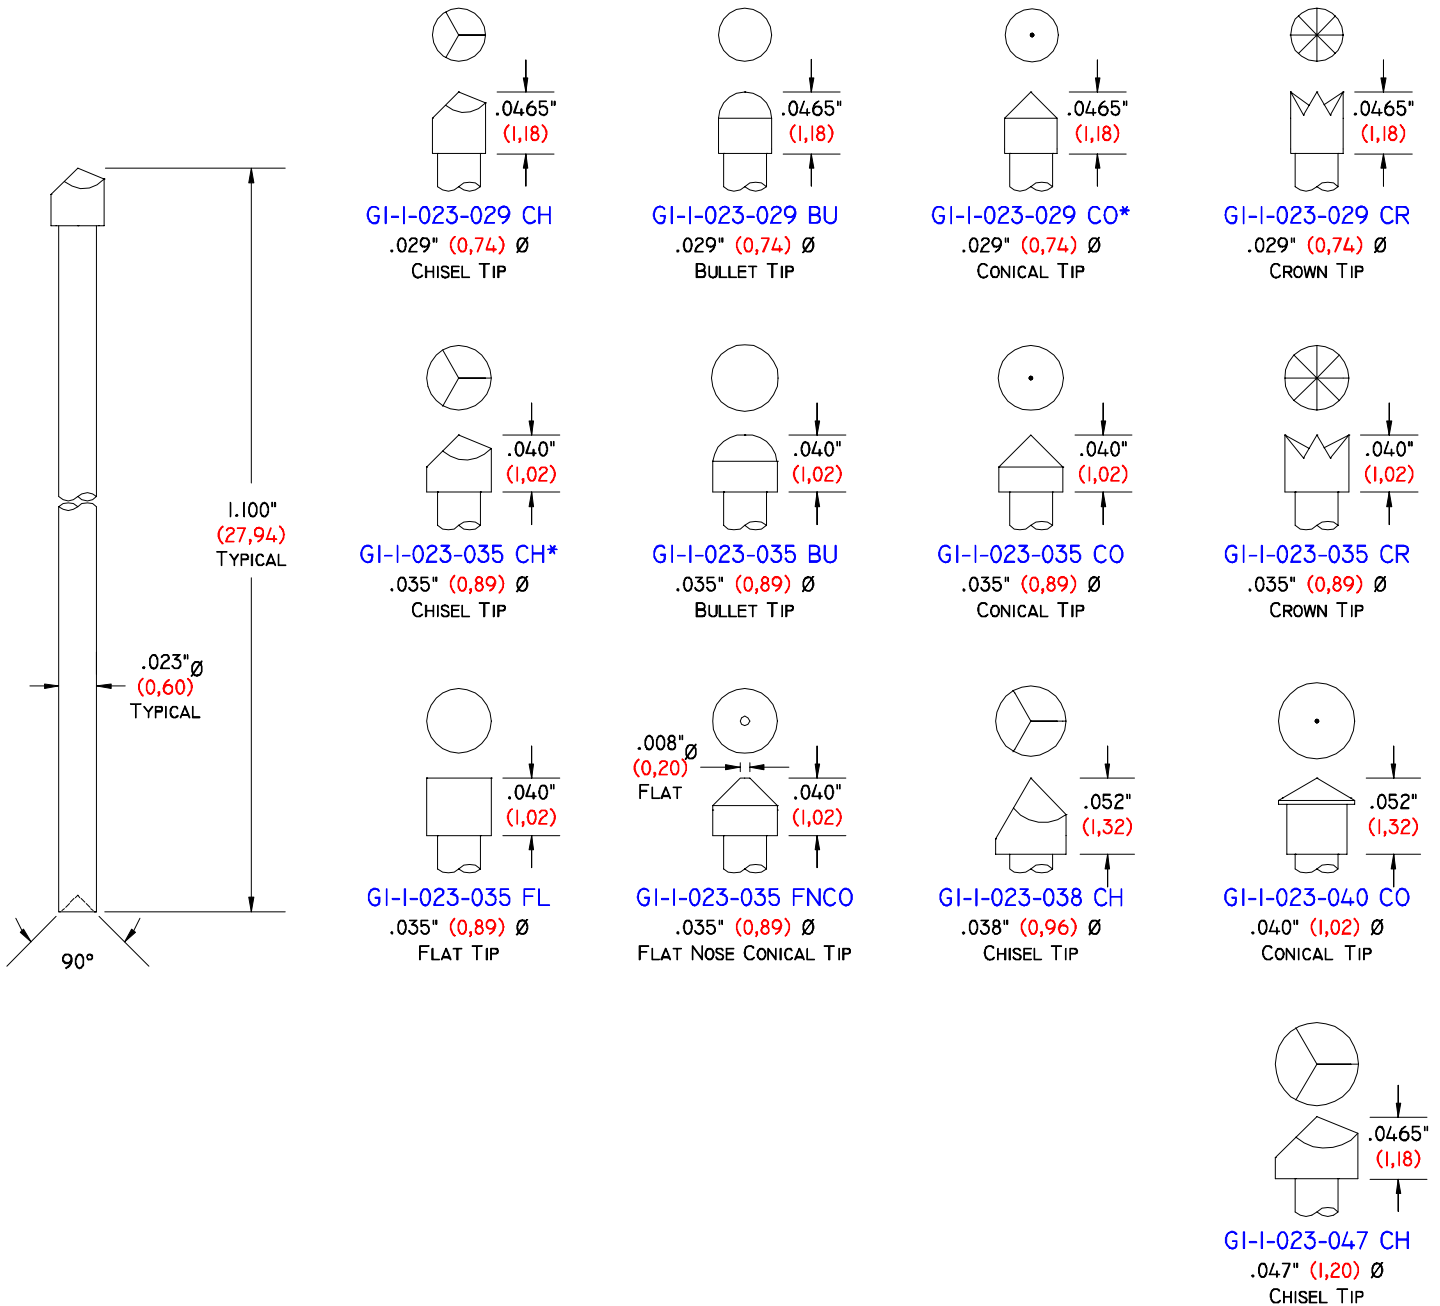 .0465"
(1,18)
GI-I-023-029 CH
.029" (0,74) Ø
CHISEL TIP
.0465"
(1,18)
GI-I-023-029 BU
.029" (0,74) Ø
BULLET TIP
.0465"
(1,18)
GI-I-023-029 CO*
.029" (0,74) Ø
CONICAL TIP
.0465"
(1,18)
GI-I-023-029 CR
.029" (0,74) Ø
CROWN TIP
1.100"
(27,94)
TYPICAL
.023"Ø
(0,60)
TYPICAL
90°
.040"
(1,02)
GI-I-023-035 CH*
.035" (0,89) Ø
CHISEL TIP
.040"
(1,02)
GI-I-023-035 BU
.035" (0,89) Ø
BULLET TIP
.040"
(1,02)
GI-I-023-035 CO
.035" (0,89) Ø
CONICAL TIP
.040"
(1,02)
GI-I-023-035 CR
.035" (0,89) Ø
CROWN TIP
.040"
(1,02)
GI-I-023-035 FL
.035" (0,89) Ø
FLAT TIP
.008"Ø
(0,20)
FLAT
.040"
(1,02)
GI-I-023-035 FNCO
.035" (0,89) Ø
FLAT NOSE CONICAL TIP
.052"
(1,32)
GI-I-023-038 CH
.038" (0,96) Ø
CHISEL TIP
.052"
(1,32)
GI-I-023-040 CO
.040" (1,02) Ø
CONICAL TIP
.0465"
(1,18)
GI-I-023-047 CH
.047" (1,20) Ø
CHISEL TIP